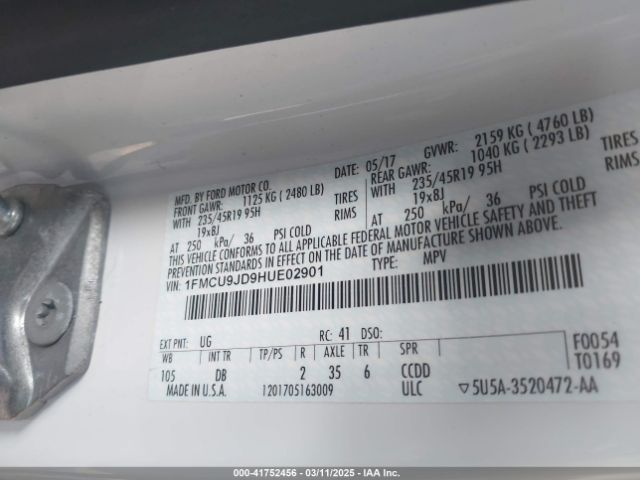 MFD. BY FORD MOTOR CO. DATE: 05/17 GVWR: 2159 KG ( 4760 LB)
FRONT GAWR: 1125 KG ( 2480 LB) REAR GAWR: 1040 KG ( 2293 LB)
WITH 235/45R19 95H TIRES WITH 235/45R19 95H TIRES
19x8J RIMS 19x8J RIMS
AT 250 kPa/ 36 PSI COLD AT 250 kPa/ 36 PSI COLD
THIS VEHICLE CONFORMS TO ALL APPLICABLE FEDERAL MOTOR VEHICLE SAFETY AND THEFT
PREVENTION STANDARDS IN EFFECT ON THE DATE OF MANUFACTURE SHOWN ABOVE.
VIN: 1FMCU9JD9HUE02901 TYPE: MPV
EXT PNT: UG RC: 41 DSO: F0054
WB INT TR TP/PS R AXLE TR SPR T0169
105 DB 2 35 6 CCDD
MADE IN U.S.A. 1201705163009 ULC ▽5U5A-3520472-AA
000-41752456 - 03/11/2025 - IAA Inc.